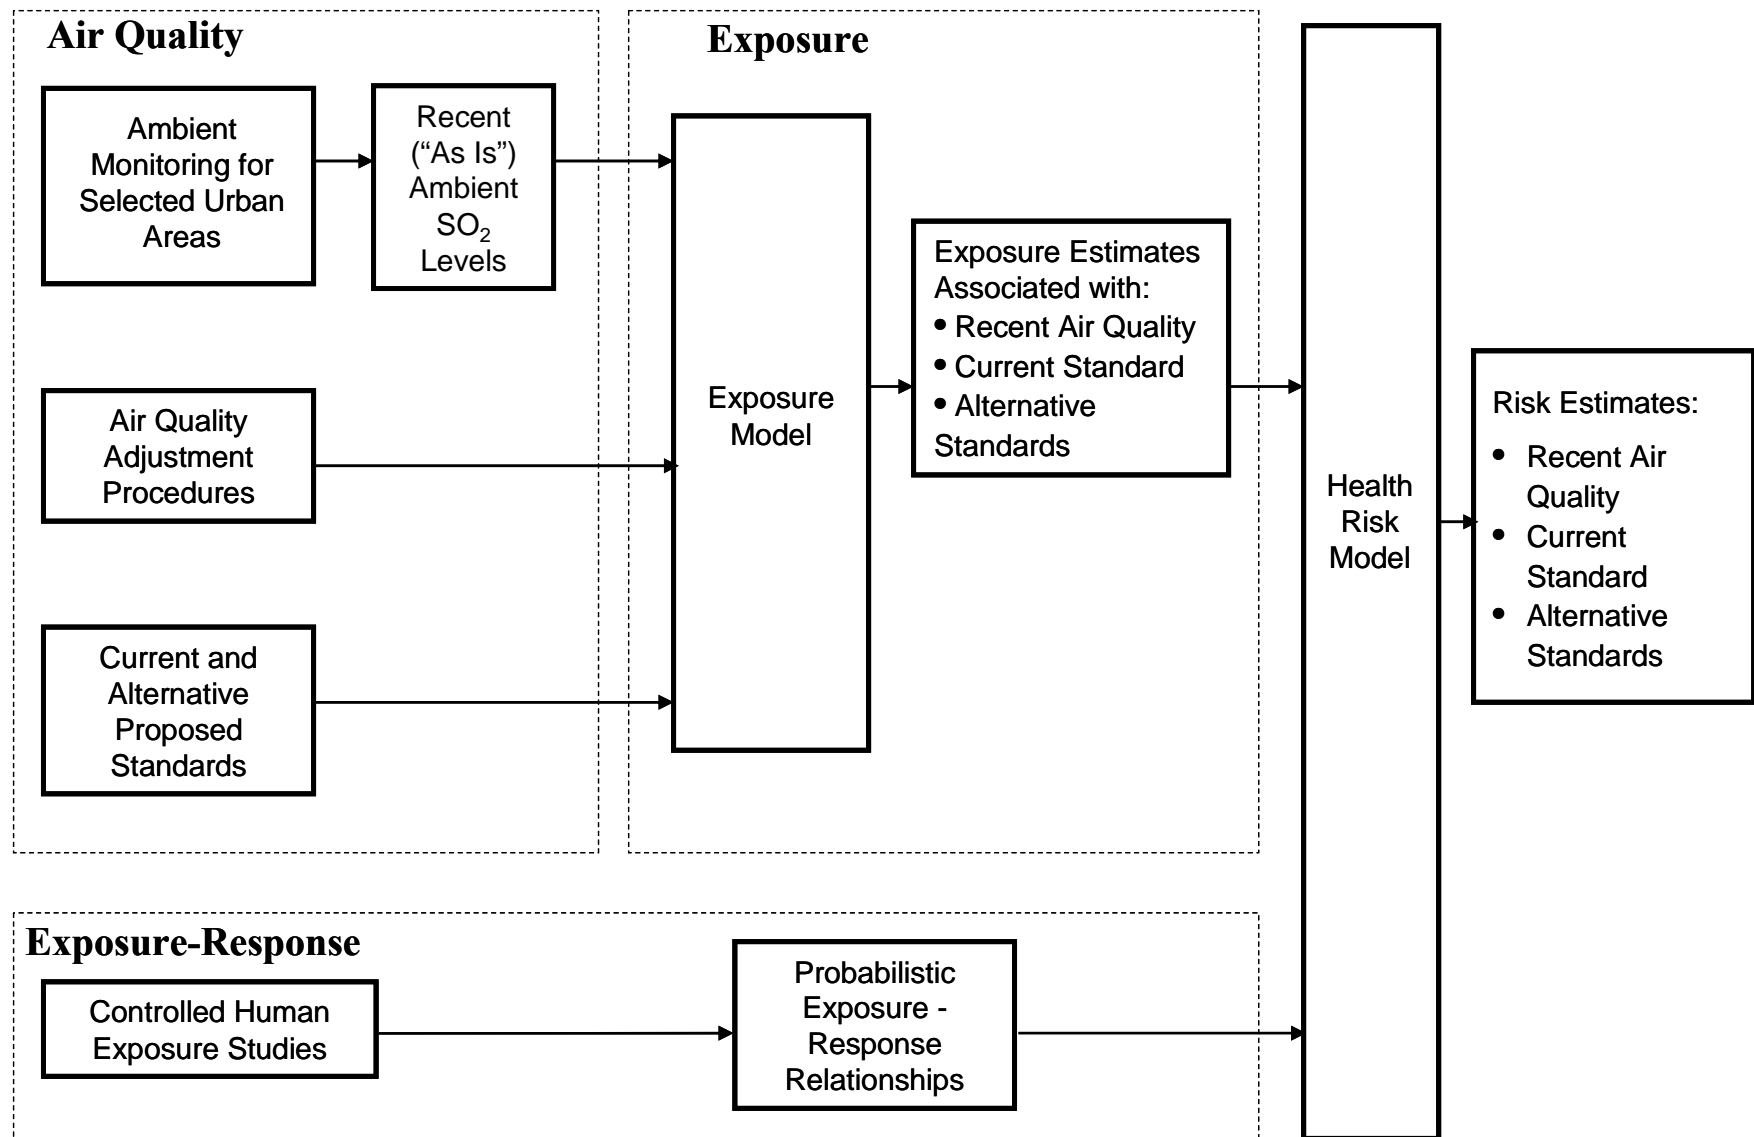 Air Quality
Ambient
Monitoring for
Selected Urban
Areas
Recent
(“As Is”)
Ambient
SO₂
Levels
Air Quality
Adjustment
Procedures
Current and
Alternative
Proposed
Standards
Exposure
Exposure
Model
Exposure Estimates
Associated with:
• Recent Air Quality
• Current Standard
• Alternative
Standards
Exposure-Response
Controlled Human
Exposure Studies
Probabilistic
Exposure -
Response
Relationships
Health
Risk
Model
Risk Estimates:
• Recent Air
Quality
• Current
Standard
• Alternative
Standards